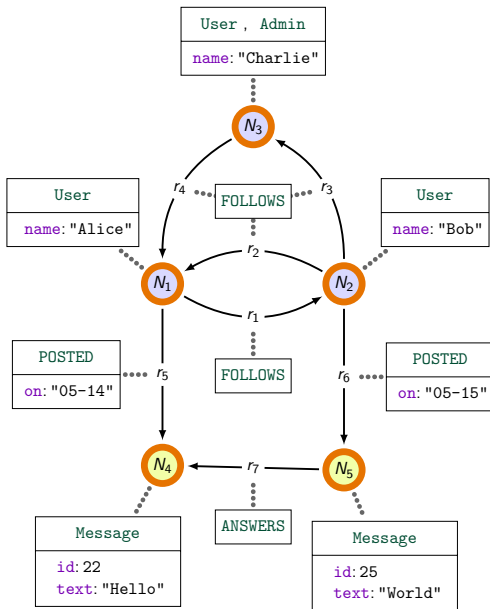 User , Admin
name: "Charlie"
N3
r4
r3
FOLLOWS
User
name: "Alice"
User
name: "Bob"
r2
N1
N2
r1
POSTED
on: "05-14"
r5
FOLLOWS
r6
POSTED
on: "05-15"
N4
r7
N5
ANSWERS
Message
id: 22
text: "Hello"
Message
id: 25
text: "World"